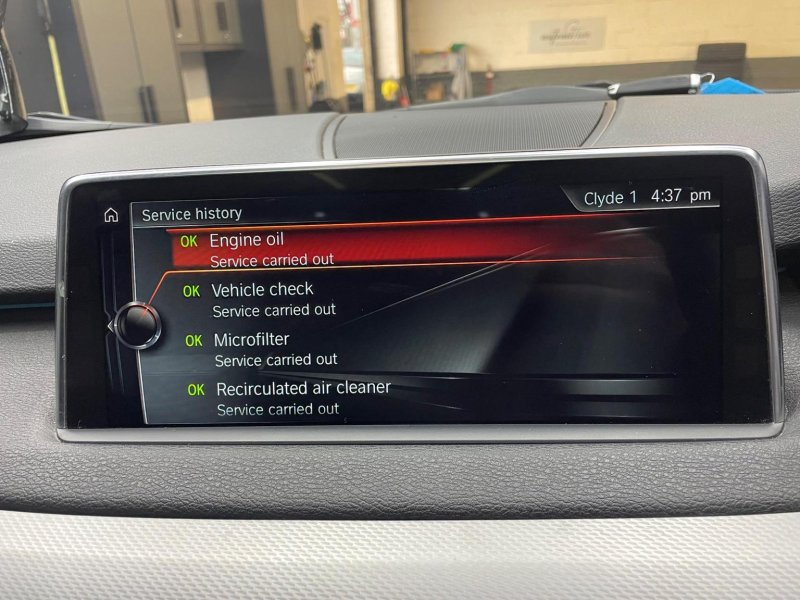 Clyde 1 4:37 pm
Service history
OK Engine oil
Service carried out
OK Vehicle check
Service carried out
OK Microfilter
Service carried out
OK Recirculated air cleaner
Service carried out